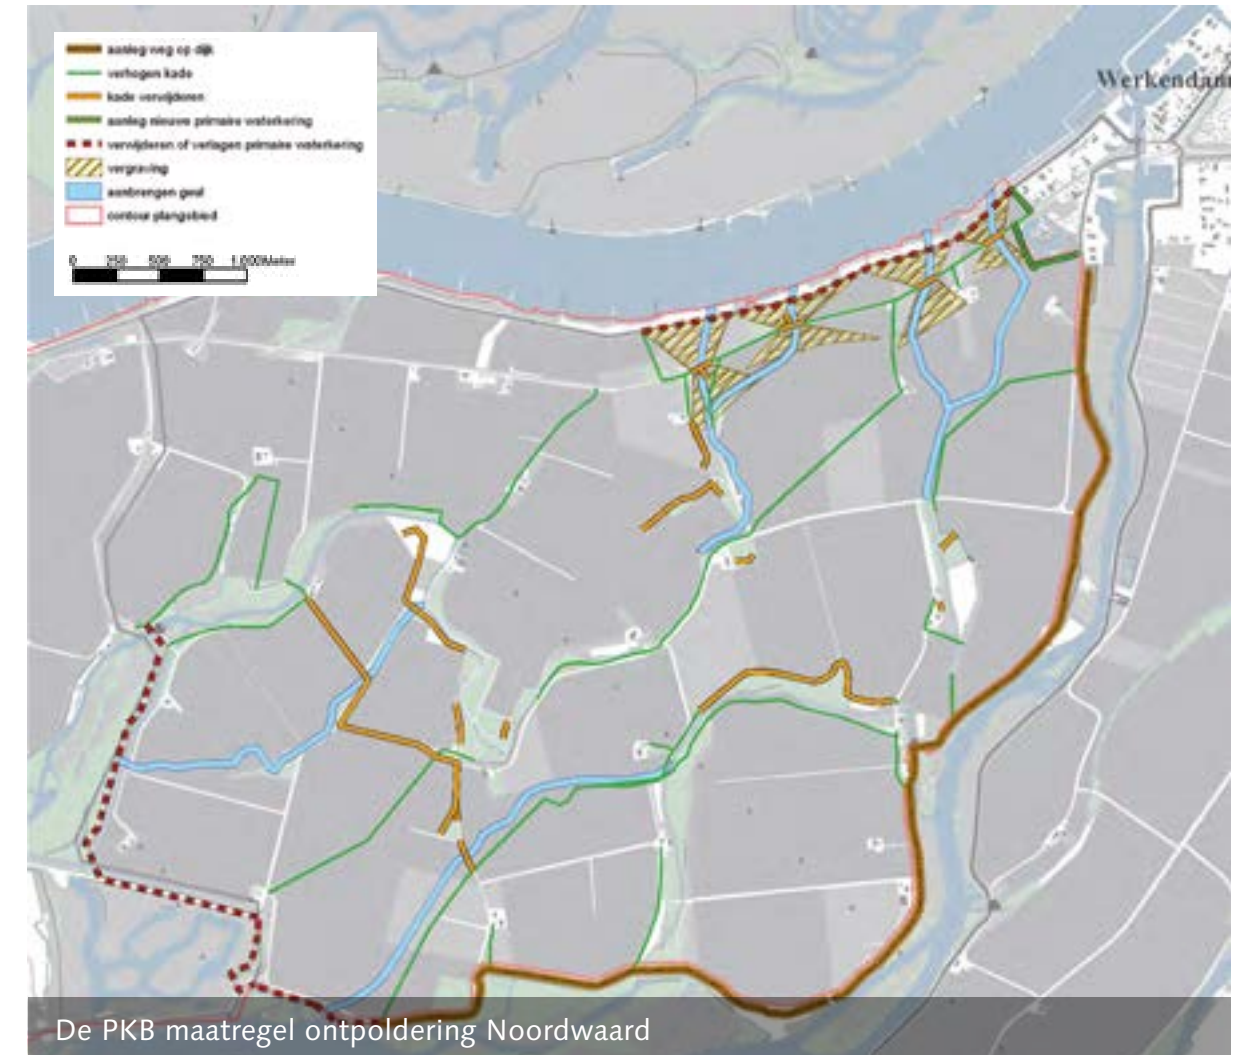 aanleg weg op dijk
verhogen kade
kade verwijderen
aanleg nieuwe primaire waterkering
verwijderen of verlagen primaire waterkering
vergraving
aanbrengen geul
contour plangebied
0 250 500 750 1.000Meter
Werkendam
De PKB maatregel ontpoldering Noordwaard